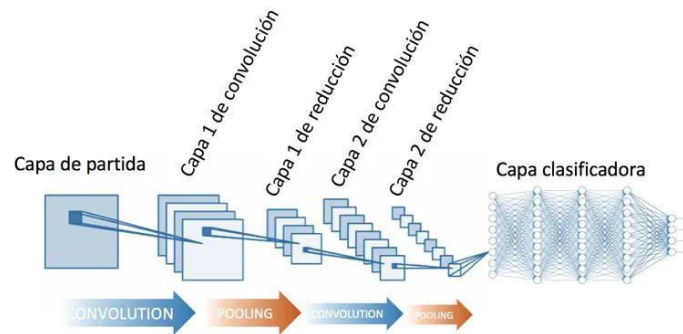 Capa de partida
Capa 1 de convolución
Capa 1 de reducción
Capa 2 de convolución
Capa 2 de reducción
Capa clasificadora
CONVOLUTION
POOLING
CONVOLUTION
POOLING